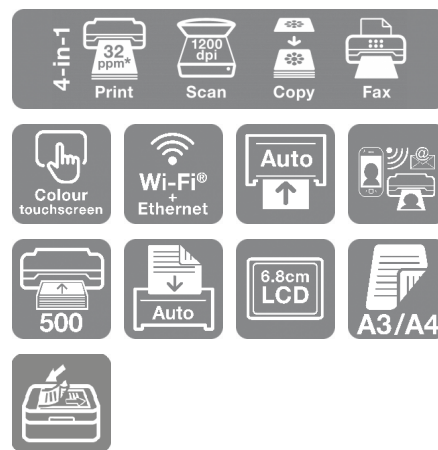 4-in-1
32
ppm*
Print
1200
dpi
Scan
Copy
Fax
Colour
touchscreen
Wi-Fi®
+
Ethernet
Auto
@
500
Auto
6.8cm
LCD
A3/A4